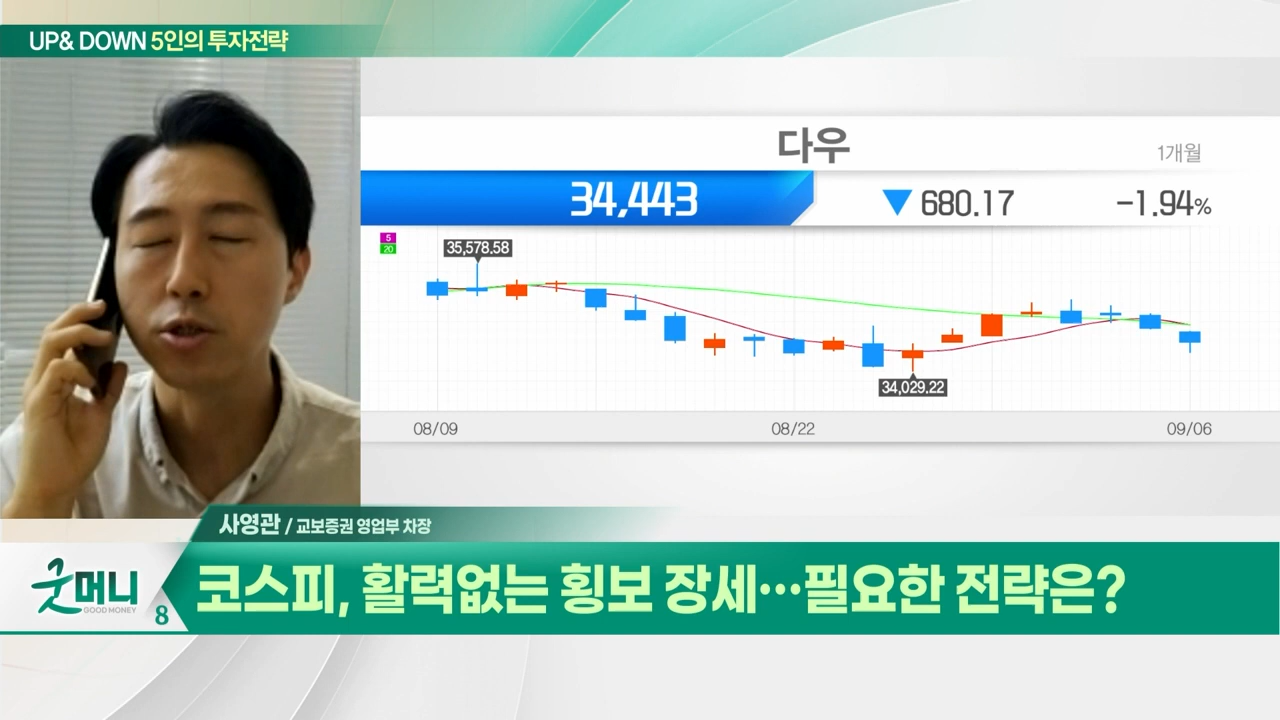 UP& DOWN 5인의 투자전략
다우
1개월
34,443 ▼ 680.17 -1.94%
5
20
35,578.58
34,029.22
08/09 08/22 09/06
사영관 / 교보증권 영업부 차장
굿머니
GOOD MONEY
8
코스피, 활력없는 횡보 장세…필요한 전략은?